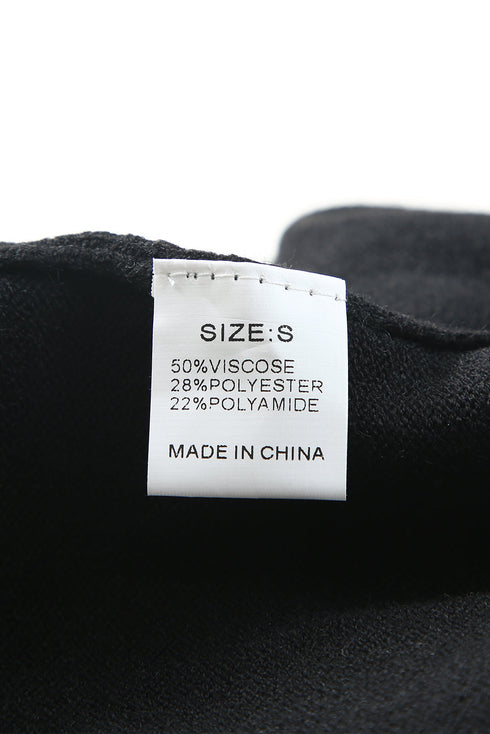 SIZE:S
50%VISCOSE
28%POLYESTER
22%POLYAMIDE
MADE IN CHINA